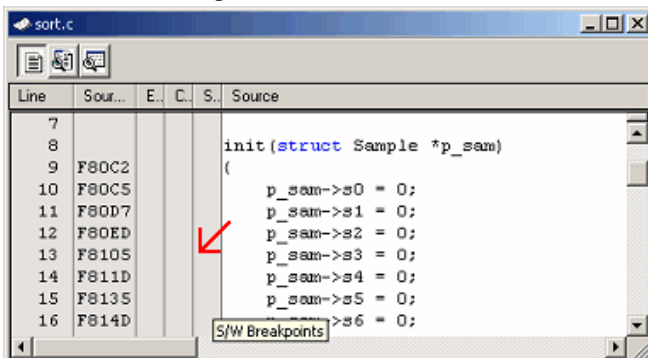 sort.c
Line Sour... E.. C.. S.. Source
7
8 init(struct Sample *p_sam)
9 F80C2 {
10 F80C5 p_sam->s0 = 0;
11 F80D7 p_sam->s1 = 0;
12 F80ED p_sam->s2 = 0;
13 F8105 p_sam->s3 = 0;
14 F811D p_sam->s4 = 0;
15 F8135 p_sam->s5 = 0;
16 F814D p_sam->s6 = 0;
S/W Breakpoints